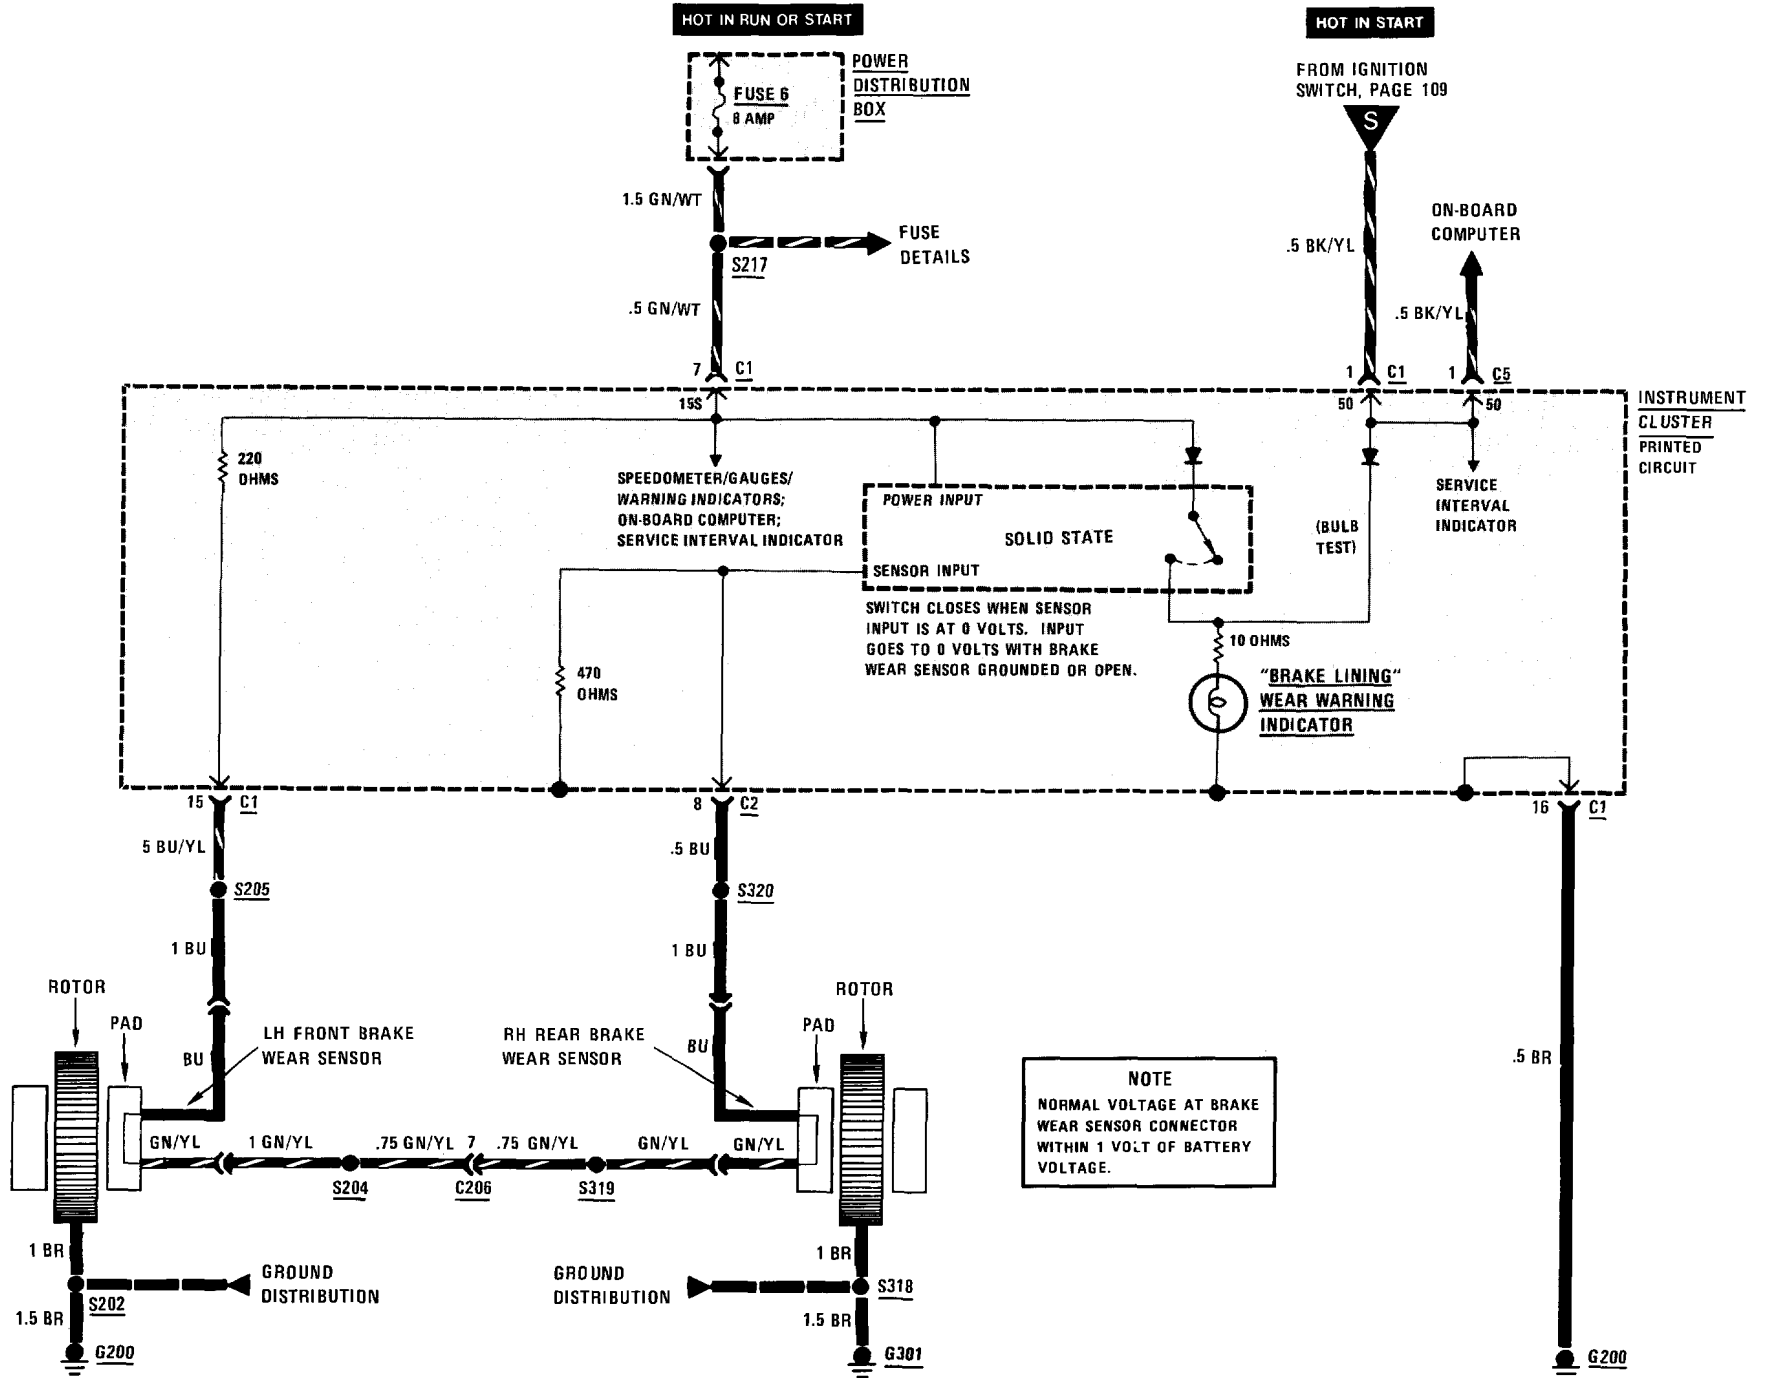 HOT IN RUN OR START
HOT IN START
POWER
DISTRIBUTION
BOX
FUSE 6
8 AMP
FROM IGNITION
SWITCH, PAGE 109
S
1.5 GN/WT
FUSE
DETAILS
S217
.5 GN/WT
ON-BOARD
COMPUTER
.5 BK/YL
.5 BK/YL
7 C1
1 C1
1 C5
15S
50
50
INSTRUMENT
CLUSTER
PRINTED
CIRCUIT
220
OHMS
SPEEDOMETER/GAUGES/
WARNING INDICATORS;
ON-BOARD COMPUTER;
SERVICE INTERVAL INDICATOR
POWER INPUT
SOLID STATE
SENSOR INPUT
(BULB
TEST)
SERVICE
INTERVAL
INDICATOR
SWITCH CLOSES WHEN SENSOR
INPUT IS AT 0 VOLTS. INPUT
GOES TO 0 VOLTS WITH BRAKE
WEAR SENSOR GROUNDED OR OPEN.
470
OHMS
10 OHMS
"BRAKE LINING"
WEAR WARNING
INDICATOR
15 C1
8 C2
16 C1
5 BU/YL
.5 BU
S205
S320
1 BU
1 BU
ROTOR
PAD
LH FRONT BRAKE
WEAR SENSOR
BU
RH REAR BRAKE
WEAR SENSOR
BU
PAD
ROTOR
.5 BR
NOTE
NORMAL VOLTAGE AT BRAKE
WEAR SENSOR CONNECTOR
WITHIN 1 VOLT OF BATTERY
VOLTAGE.
GN/YL
1 GN/YL
.75 GN/YL
7
.75 GN/YL
GN/YL
GN/YL
S204
C206
S319
1 BR
GROUND
DISTRIBUTION
S202
1.5 BR
G200
GROUND
DISTRIBUTION
1 BR
S318
1.5 BR
G301
G200